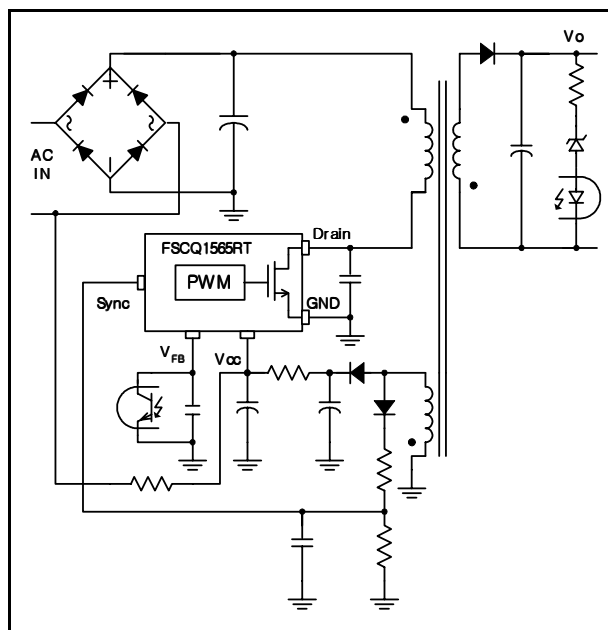 Vo
AC
IN
Drain
FSCQ1565RT
PWM
GND
Sync
VFB
Vcc